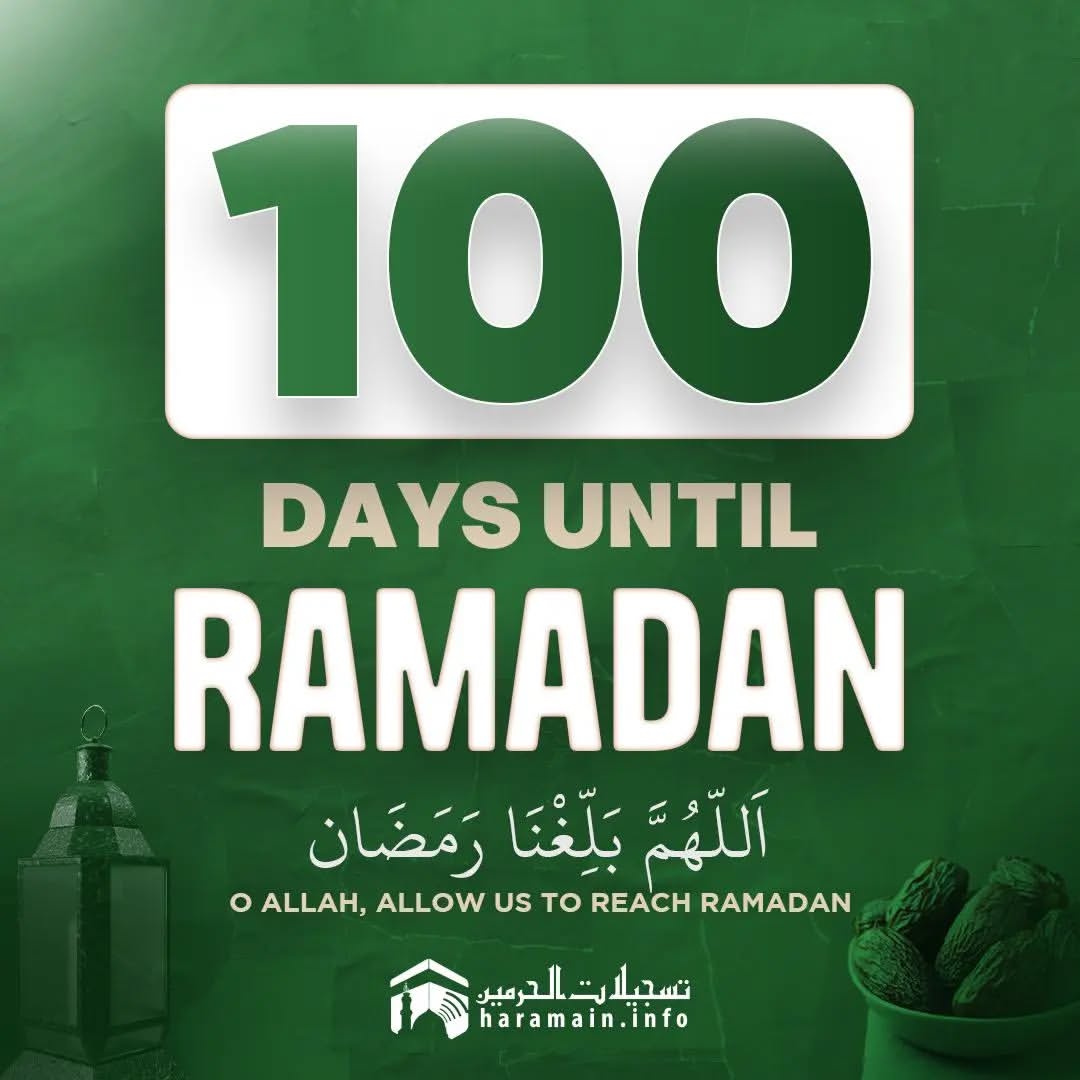 100
DAYS UNTIL
RAMADAN
اَللّهُمَّ بَلِّغْنَا رَمَضَان
O ALLAH, ALLOW US TO REACH RAMADAN
تسجيلات الحرمين
haramain.info